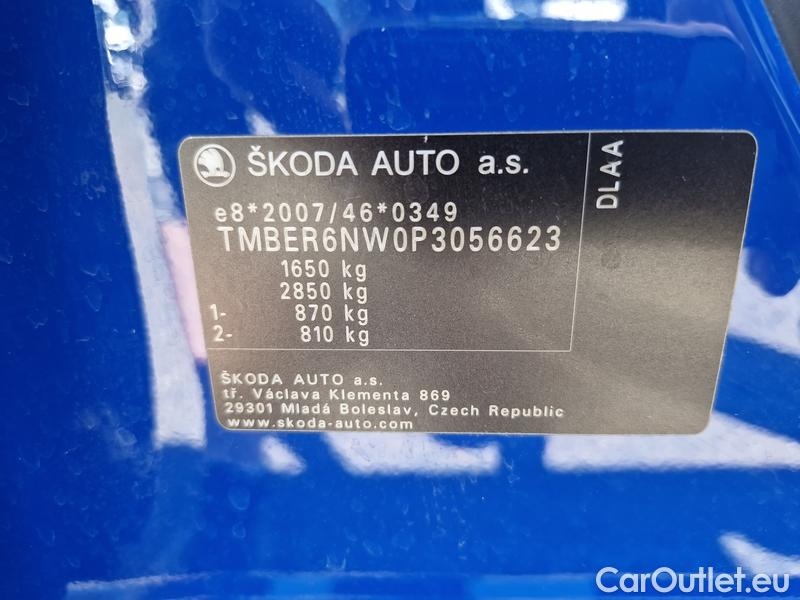 ŠKODA AUTO a.s.
e8*2007/46*0349
TMBER6NW0P3056623
1650 kg
2850 kg
1- 870 kg
2- 810 kg
DLAA
ŠKODA AUTO a.s.
tř. Václava Klementa 869
29301 Mladá Boleslav, Czech Republic
www.skoda-auto.com
CarOutlet.eu